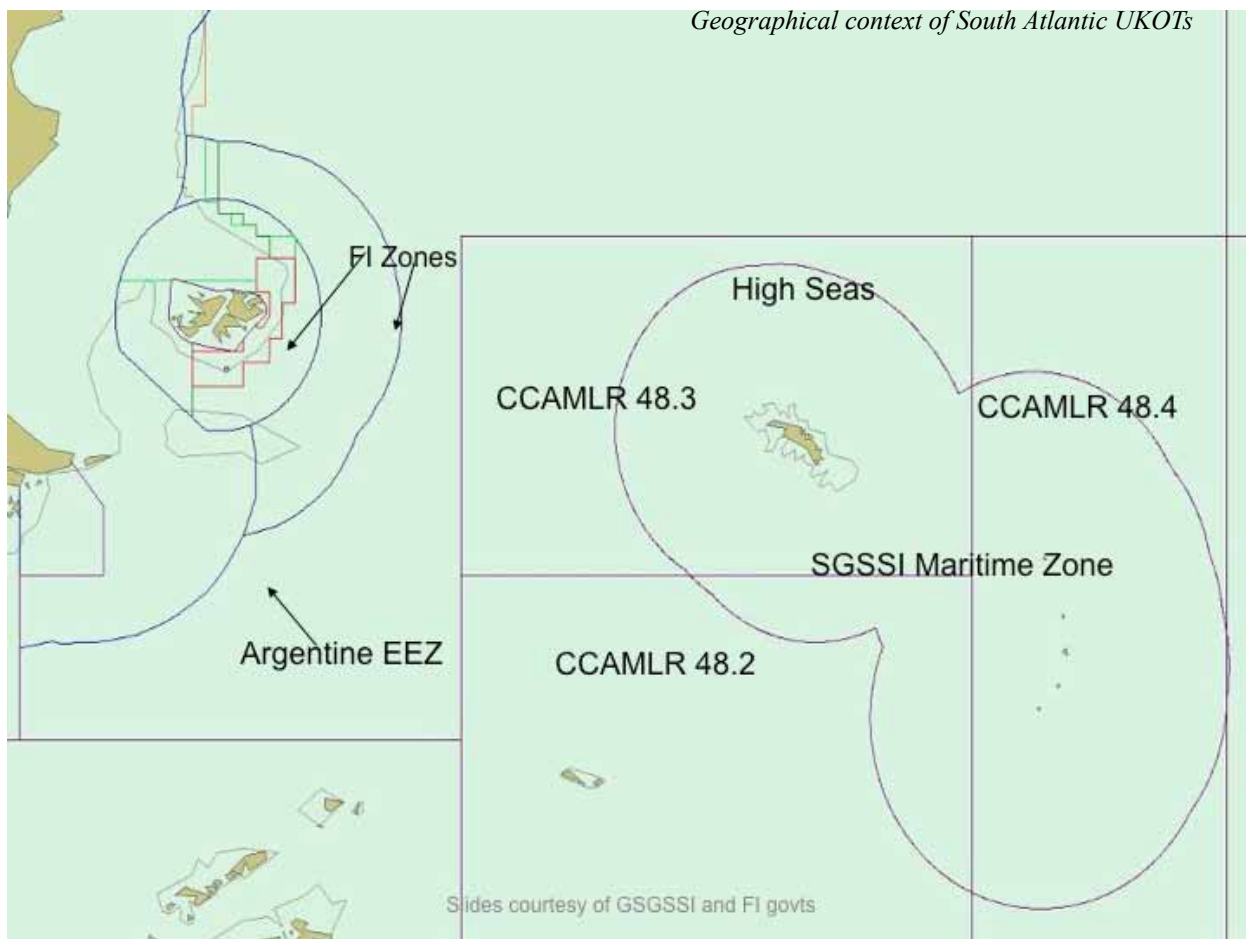 Geographical context of South Atlantic UKOTs
FI Zones
High Seas
CCAMLR 48.3
CCAMLR 48.4
SGSSI Maritime Zone
Argentine EEZ
CCAMLR 48.2
Slides courtesy of GSGSSI and FI govts